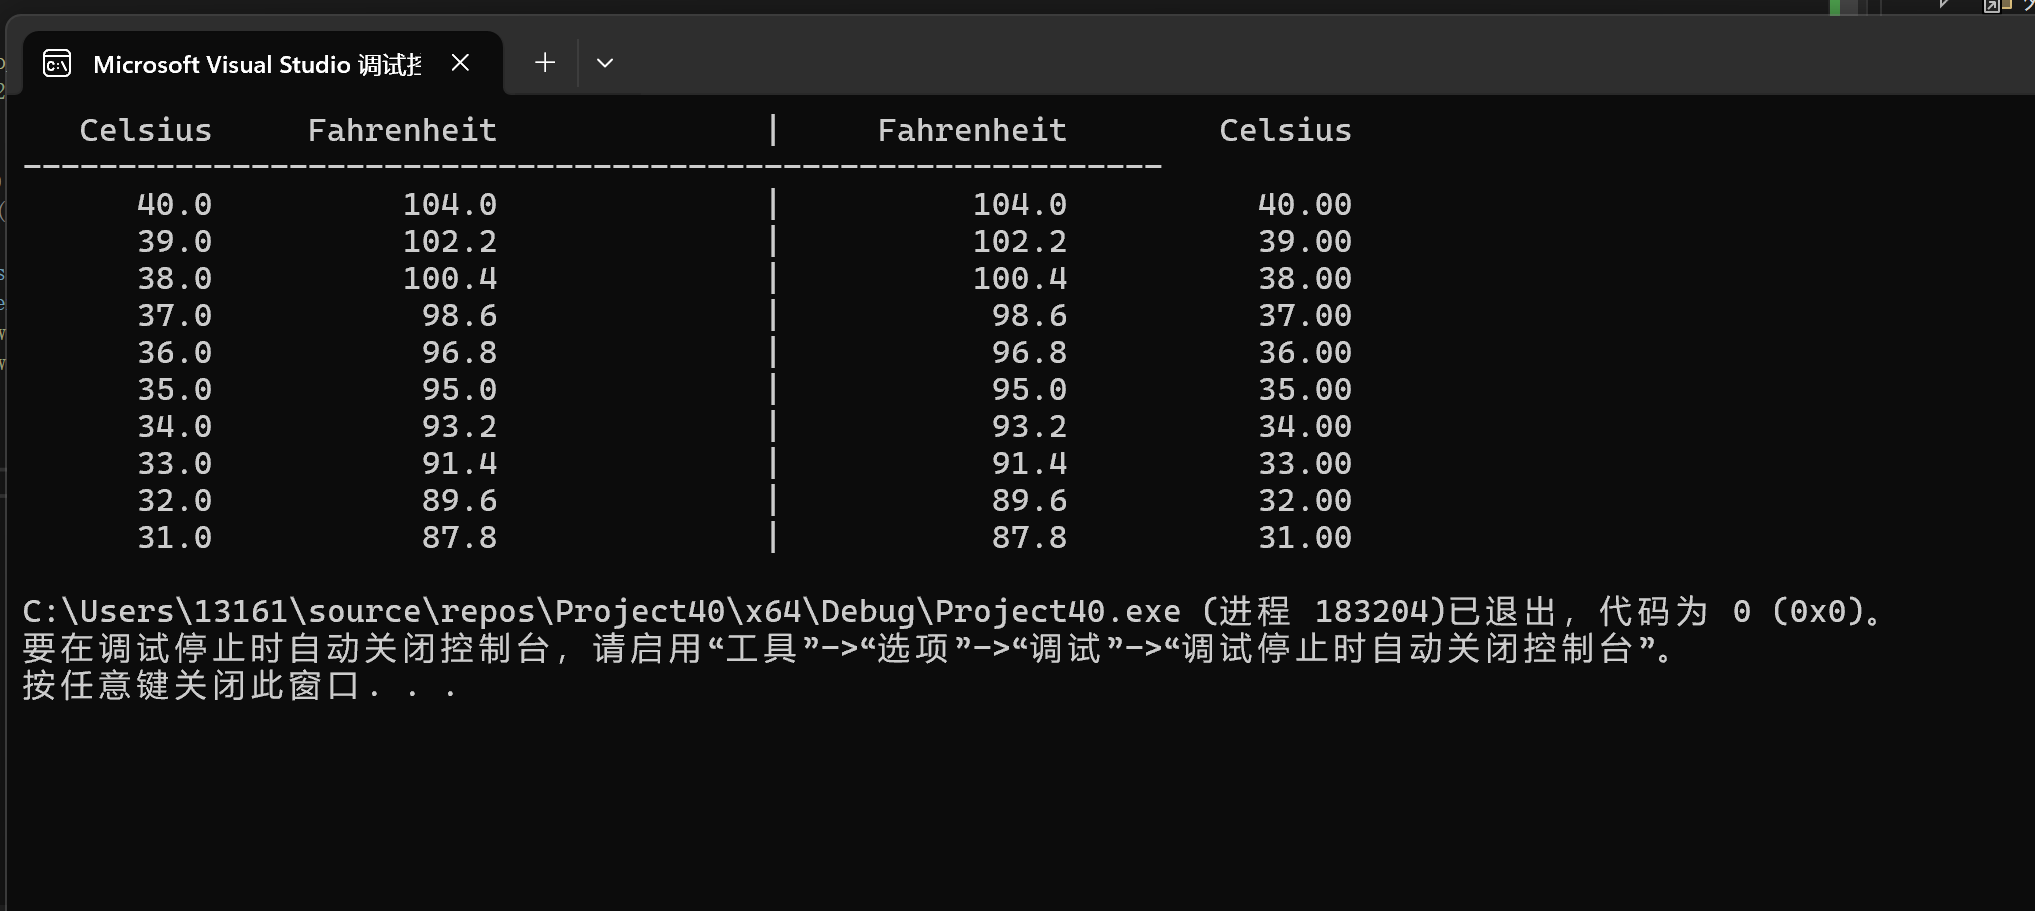 Microsoft Visual Studio 调试
Celsius Fahrenheit | Fahrenheit Celsius
------------------------------------------------------------
40.0 104.0 | 104.0 40.00
39.0 102.2 | 102.2 39.00
38.0 100.4 | 100.4 38.00
37.0 98.6 | 98.6 37.00
36.0 96.8 | 96.8 36.00
35.0 95.0 | 95.0 35.00
34.0 93.2 | 93.2 34.00
33.0 91.4 | 91.4 33.00
32.0 89.6 | 89.6 32.00
31.0 87.8 | 87.8 31.00
C:\Users\13161\source\repos\Project40\x64\Debug\Project40.exe (进程 183204)已退出，代码为 0 (0x0)。
要在调试停止时自动关闭控制台，请启用“工具”->“选项”->“调试”->“调试停止时自动关闭控制台”。
按任意键关闭此窗口. . .